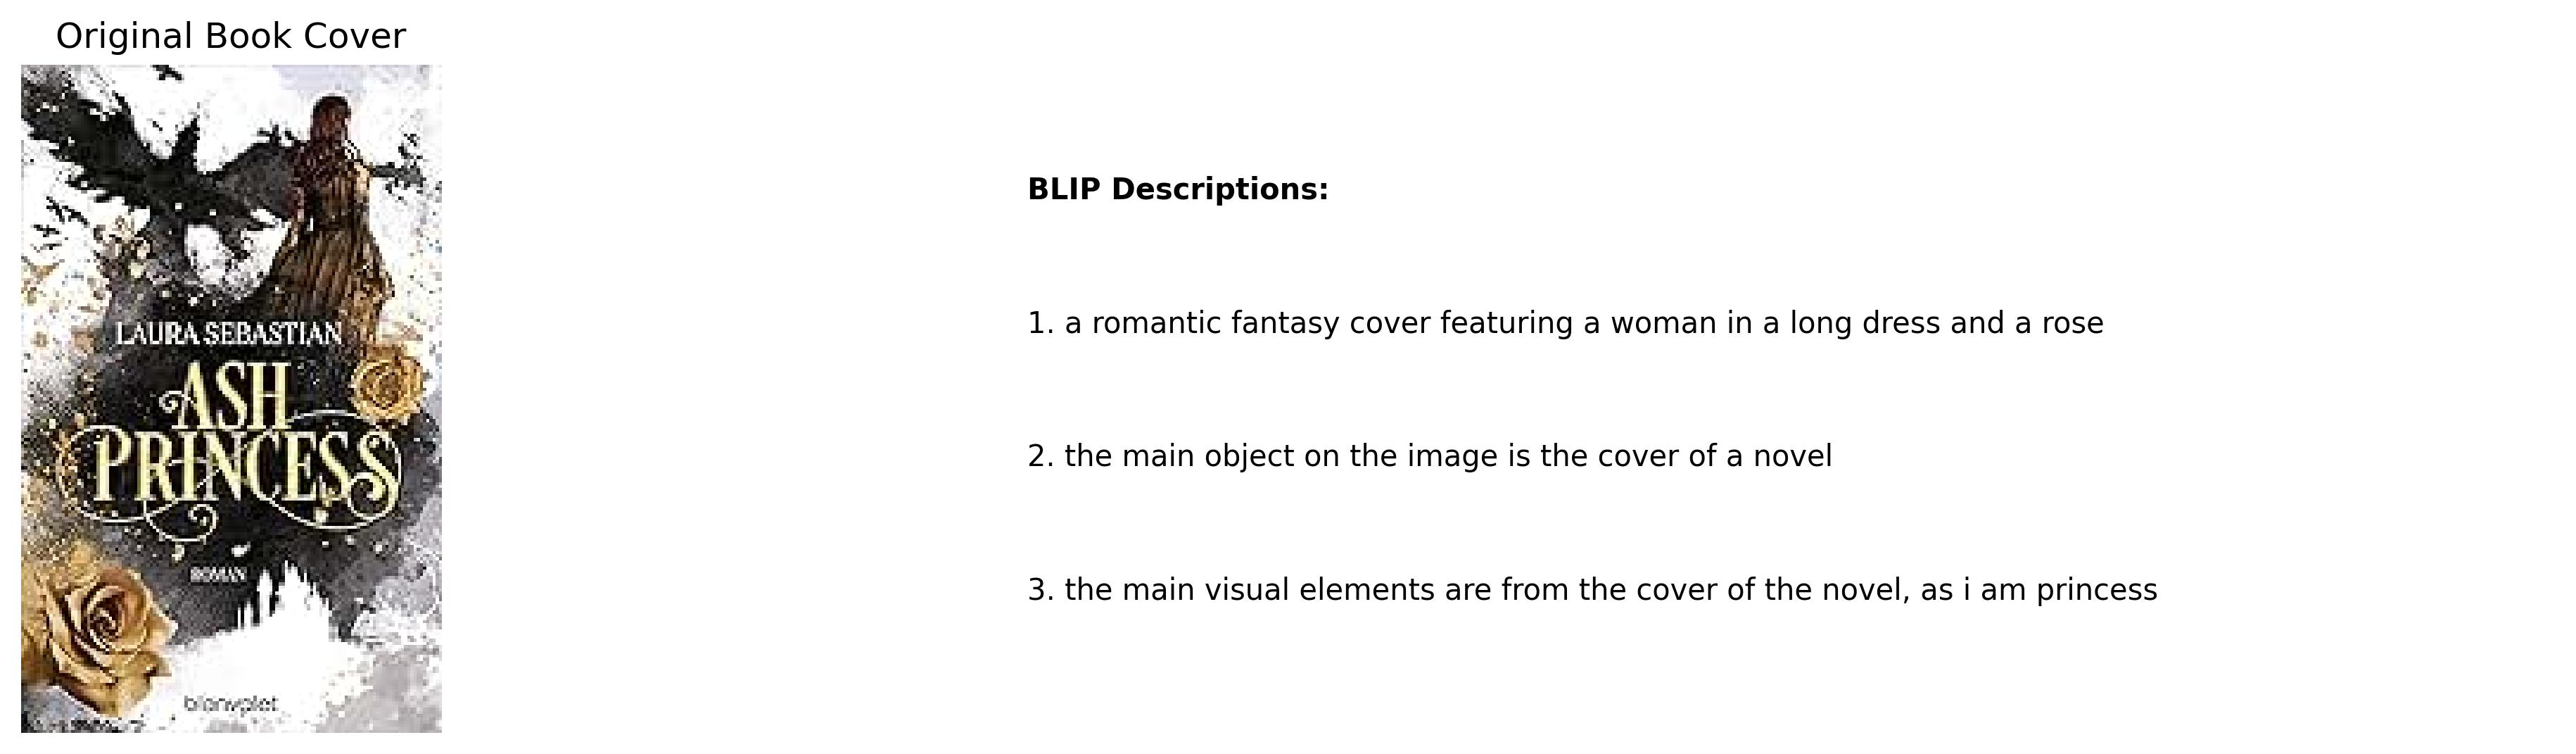 Original Book Cover
LAURA SEBASTIAN
ASH
PRINCESS
ROMAN
blanvalet
BLIP Descriptions:
1. a romantic fantasy cover featuring a woman in a long dress and a rose
2. the main object on the image is the cover of a novel
3. the main visual elements are from the cover of the novel, as i am princess